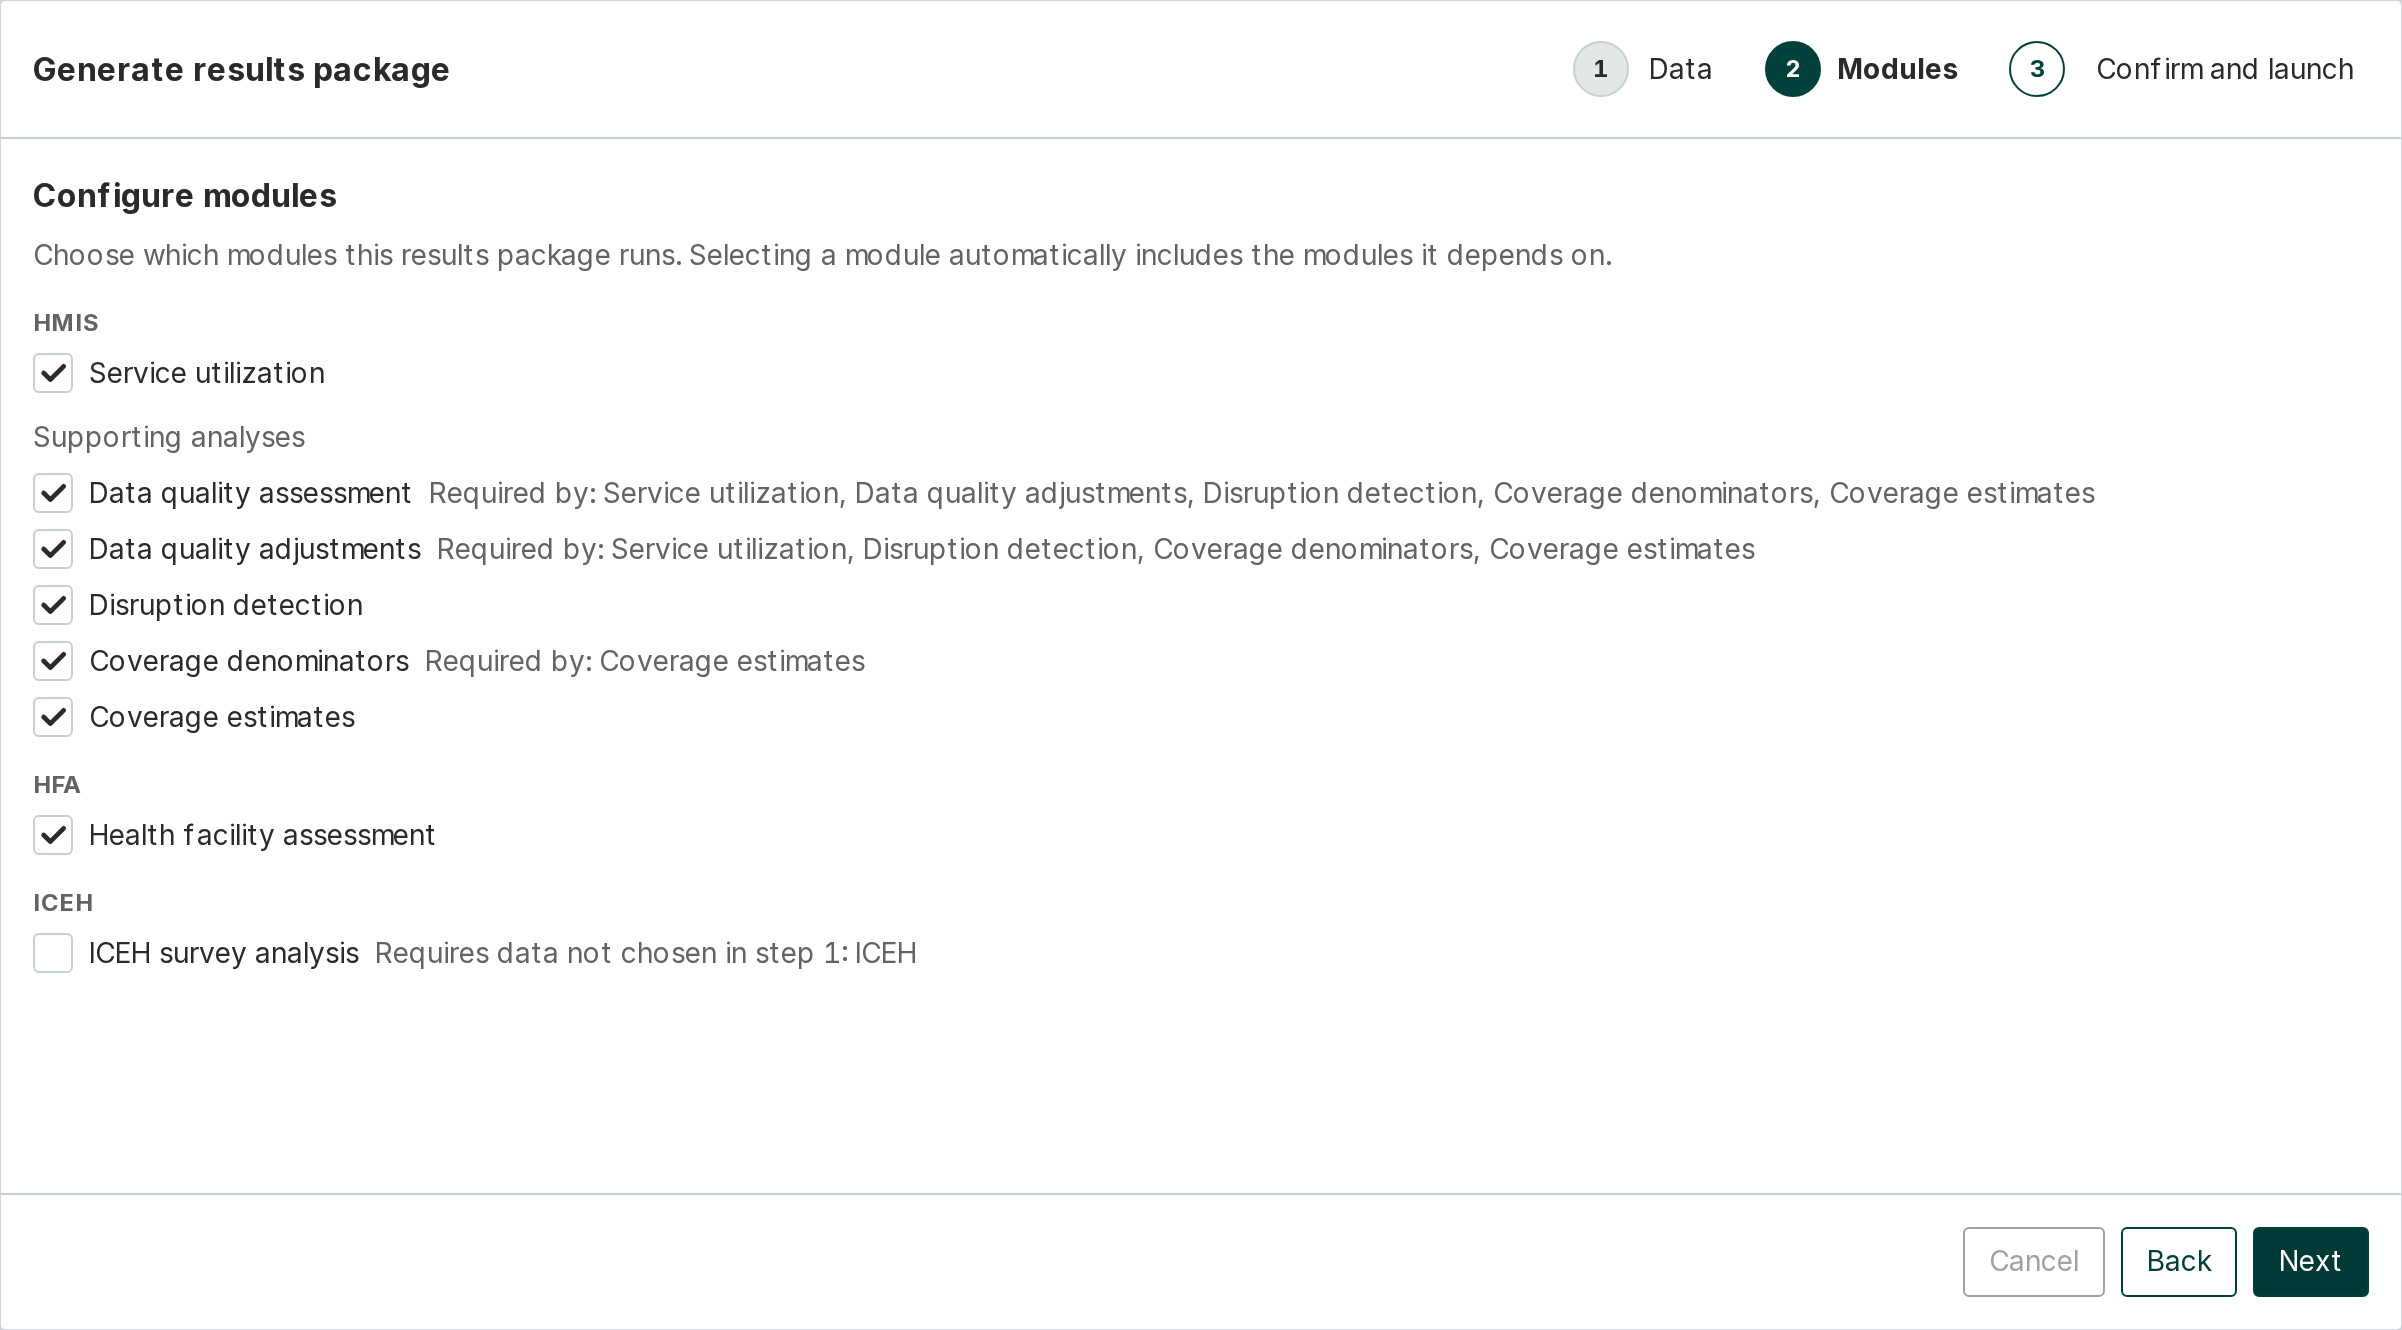 Generate results package
1 Data 2 Modules 3 Confirm and launch
Configure modules
Choose which modules this results package runs. Selecting a module automatically includes the modules it depends on.
HMIS
Service utilization
Supporting analyses
Data quality assessment Required by: Service utilization, Data quality adjustments, Disruption detection, Coverage denominators, Coverage estimates
Data quality adjustments Required by: Service utilization, Disruption detection, Coverage denominators, Coverage estimates
Disruption detection
Coverage denominators Required by: Coverage estimates
Coverage estimates
HFA
Health facility assessment
ICEH
ICEH survey analysis Requires data not chosen in step 1: ICEH
Cancel Back Next